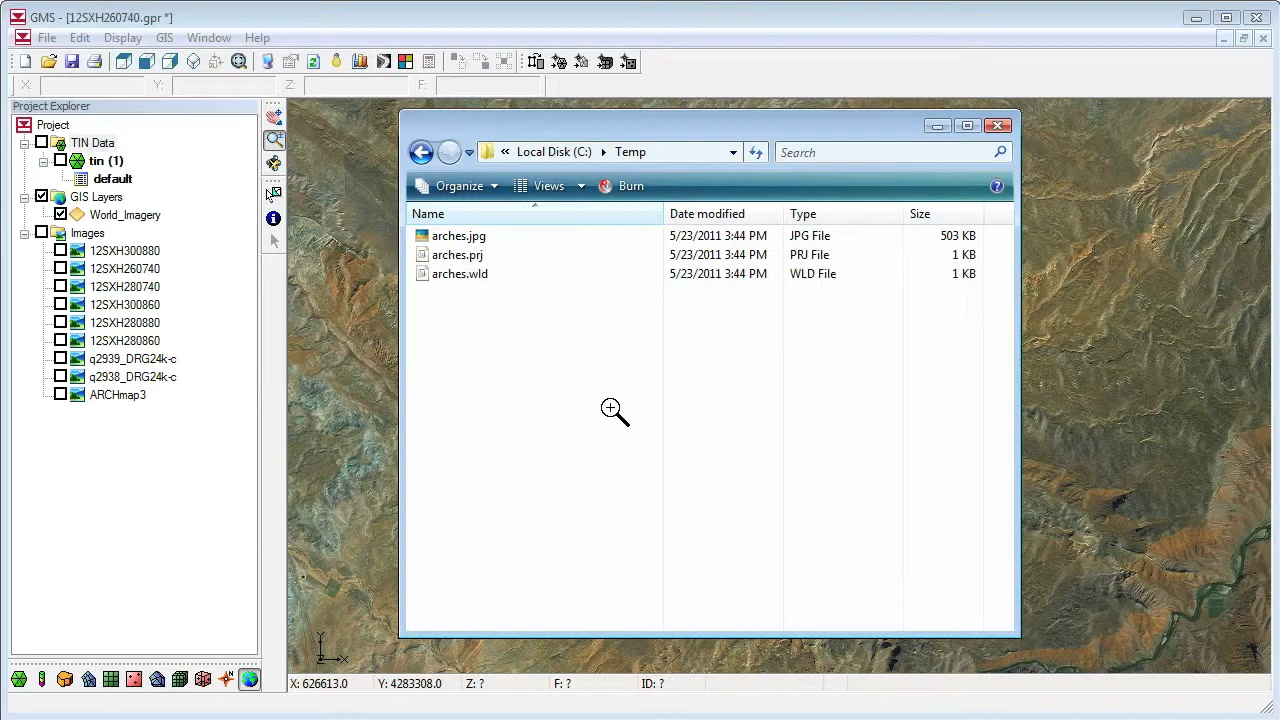 GMS - [12SXH260740.gpr *]
File Edit Display GIS Window Help
X: Y: Z: F:
Project Explorer
Project
TIN Data
tin (1)
default
GIS Layers
World_Imagery
Images
12SXH300880
12SXH260740
12SXH280740
12SXH300860
12SXH280880
12SXH280860
q2939_DRG24k-c
q2938_DRG24k-c
ARCHmap3
« Local Disk (C:) Temp Search
Organize Views Burn
Name Date modified Type Size
arches.jpg 5/23/2011 3:44 PM JPG File 503 KB
arches.prj 5/23/2011 3:44 PM PRJ File 1 KB
arches.wld 5/23/2011 3:44 PM WLD File 1 KB
Y
Z X
X: 626613.0 Y: 4283308.0 Z: ? F: ? ID: ?